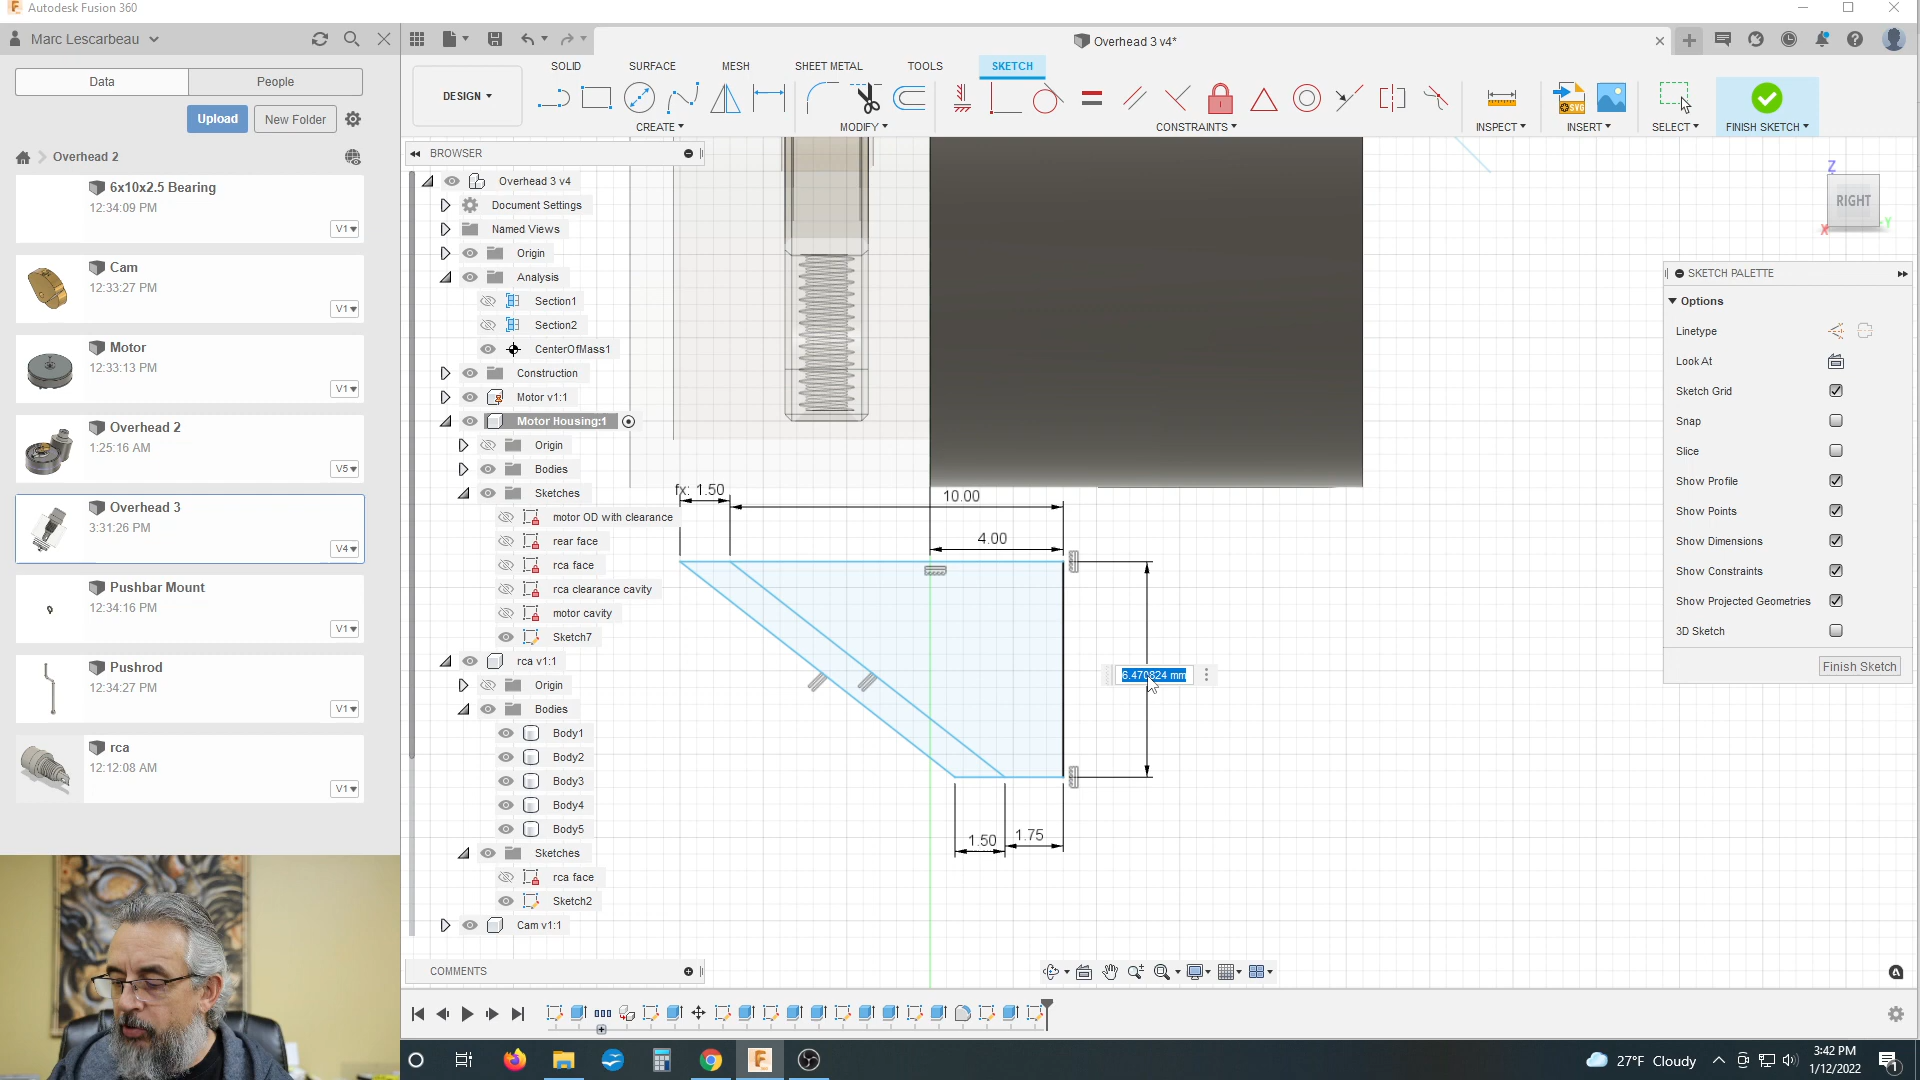 Autodesk Fusion 360
Marc Lescarbeau
Overhead 3 v4*
Data
People
Upload
New Folder
Overhead 2
6x10x2.5 Bearing
12:34:09 PM
V1
Cam
12:33:27 PM
V1
Motor
12:33:13 PM
V1
Overhead 2
1:25:16 AM
V5
Overhead 3
3:31:26 PM
V4
Pushbar Mount
12:34:16 PM
V1
Pushrod
12:34:27 PM
V1
rca
12:12:08 AM
V1
DESIGN
SOLID
SURFACE
MESH
SHEET METAL
TOOLS
SKETCH
CREATE
MODIFY
CONSTRAINTS
INSPECT
INSERT
SVG
SELECT
FINISH SKETCH
BROWSER
Overhead 3 v4
Document Settings
Named Views
Origin
Analysis
Section1
Section2
CenterOfMass1
Construction
Motor v1:1
Motor Housing:1
Origin
Bodies
Sketches
motor OD with clearance
rear face
rca face
rca clearance cavity
motor cavity
Sketch7
rca v1:1
Origin
Bodies
Body1
Body2
Body3
Body4
Body5
Sketches
rca face
Sketch2
Cam v1:1
COMMENTS
fx: 1.50
10.00
4.00
6.470824 mm
1.50
1.75
Z
RIGHT
X
Y
SKETCH PALETTE
Options
Linetype
Look At
Sketch Grid
Snap
Slice
Show Profile
Show Points
Show Dimensions
Show Constraints
Show Projected Geometries
3D Sketch
Finish Sketch
27°F Cloudy
3:42 PM
1/12/2022
1